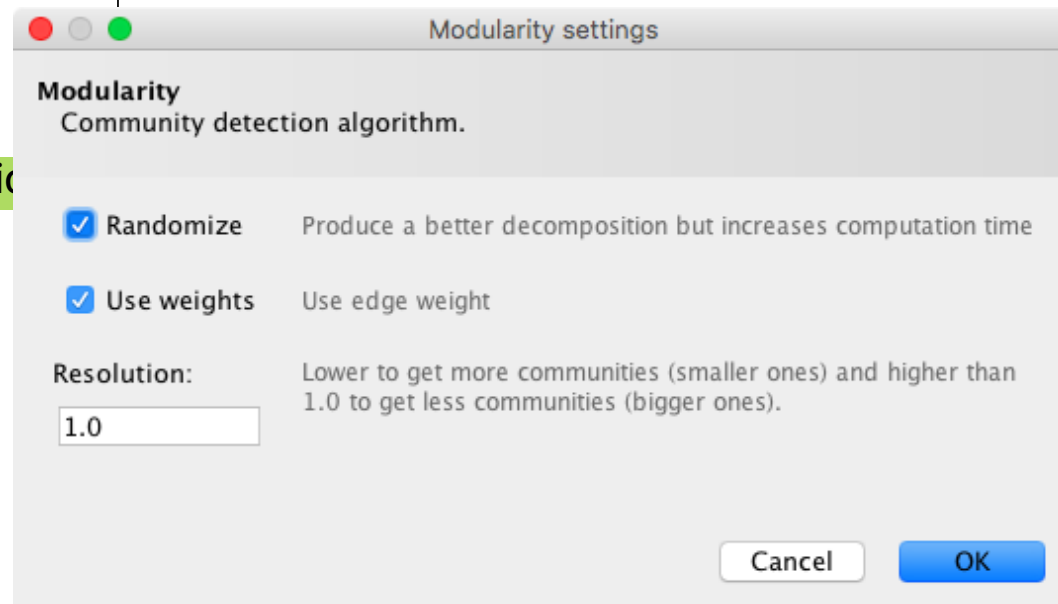 Modularity settings
Modularity
Community detection algorithm.
Randomize
Produce a better decomposition but increases computation time
Use weights
Use edge weight
Resolution:
Lower to get more communities (smaller ones) and higher than
1.0 to get less communities (bigger ones).
1.0
Cancel
OK